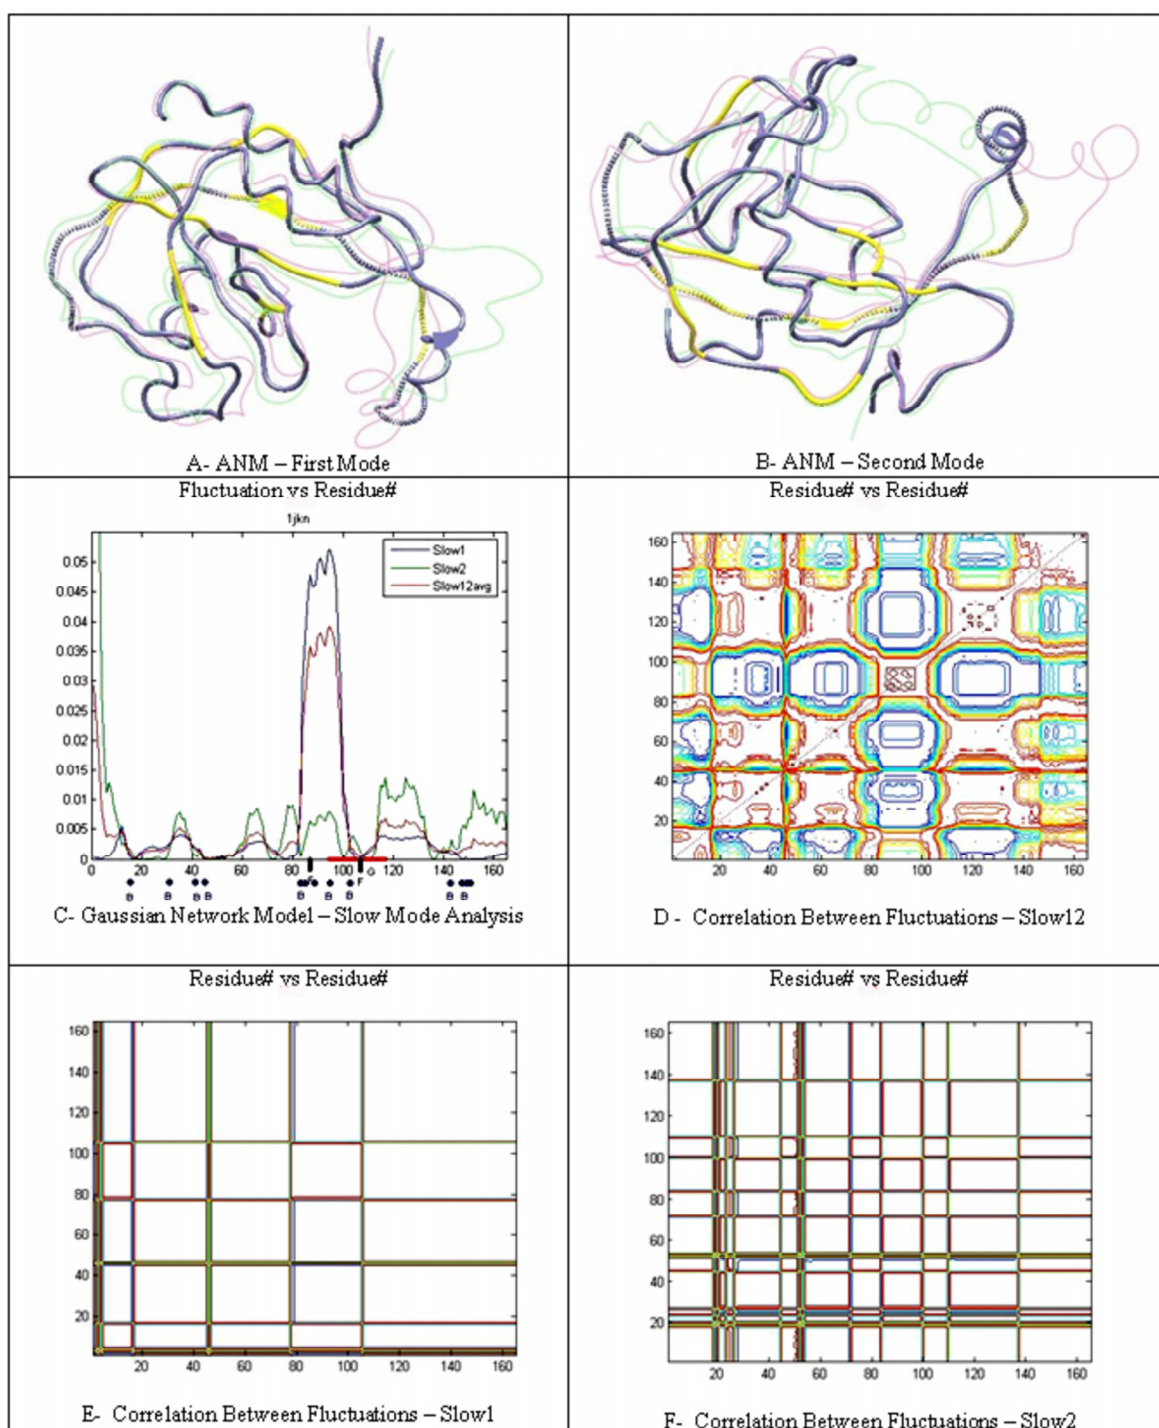 A- ANM – First Mode
B- ANM – Second Mode
Fluctuation vs Residue#
1jkn
Slow1
Slow2
Slow12avg
0.05
0.045
0.04
0.035
0.03
0.025
0.02
0.015
0.01
0.005
0
0 20 40 60 80 100 120 140 160
F F G
B B B B B B B B B
C- Gaussian Network Model – Slow Mode Analysis
Residue# vs Residue#
160
140
120
100
80
60
40
20
20 40 60 80 100 120 140 160
D - Correlation Between Fluctuations – Slow12
Residue# vs Residue#
160
140
120
100
80
60
40
20
20 40 60 80 100 120 140 160
E- Correlation Between Fluctuations – Slow1
Residue# vs Residue#
160
140
120
100
80
60
40
20
20 40 60 80 100 120 140 160
F- Correlation Between Fluctuations – Slow2